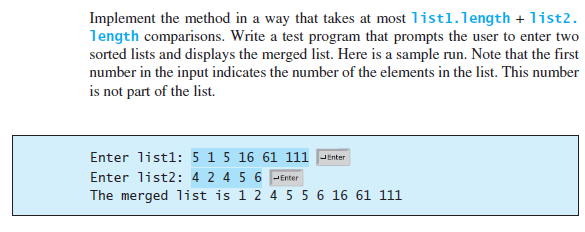 Implement the method in a way that takes at most list1.length + list2.
length comparisons. Write a test program that prompts the user to enter two
sorted lists and displays the merged list. Here is a sample run. Note that the first
number in the input indicates the number of the elements in the list. This number
is not part of the list.
Enter list1: 5 1 5 16 61 111 ↵Enter
Enter list2: 4 2 4 5 6 ↵Enter
The merged list is 1 2 4 5 5 6 16 61 111